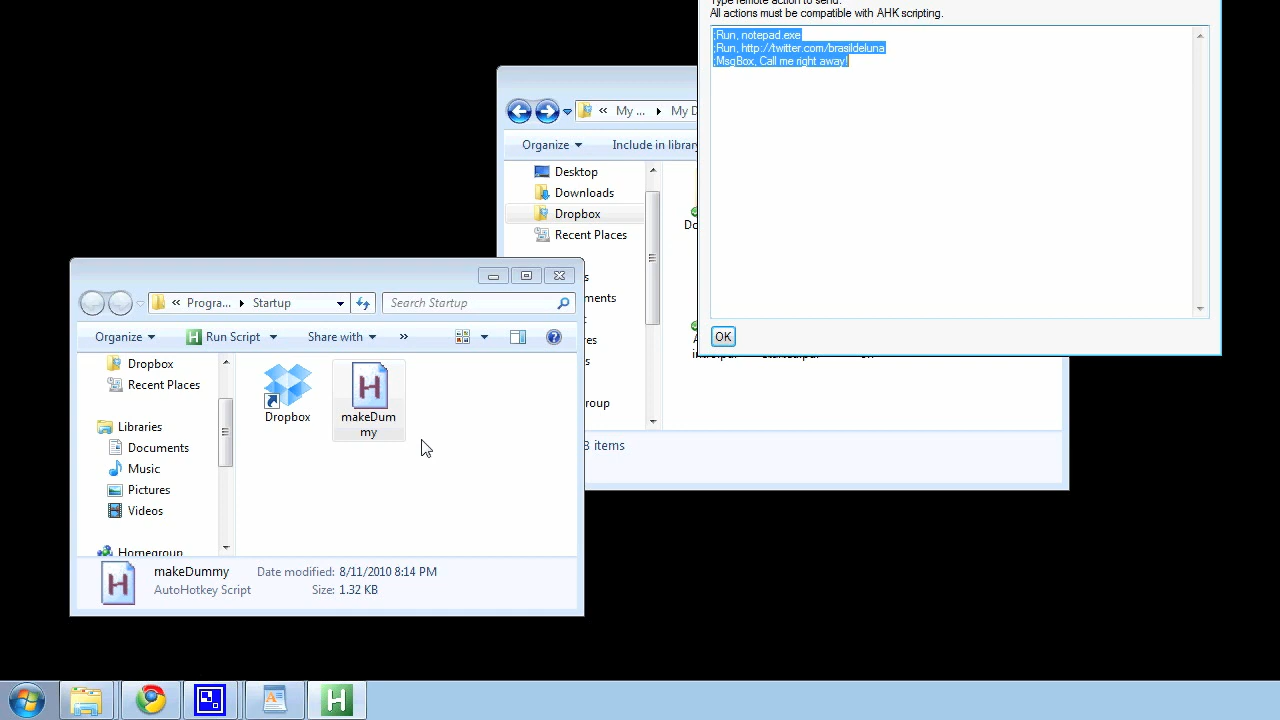 Type remote action to send:
All actions must be compatible with AHK scripting.
;Run, notepad.exe
;Run, http://twitter.com/brasildeluna
;MsgBox, Call me right away!
OK
« My ... ▸ My D
Organize
Include in library
Desktop
Downloads
Dropbox
Recent Places
3 items
« Progra... ▸ Startup
Search Startup
Organize
Run Script
Share with
»
Dropbox
Recent Places
Libraries
Documents
Music
Pictures
Videos
Homegroup
Dropbox
makeDum
my
makeDummy
Date modified: 8/11/2010 8:14 PM
AutoHotkey Script
Size: 1.32 KB